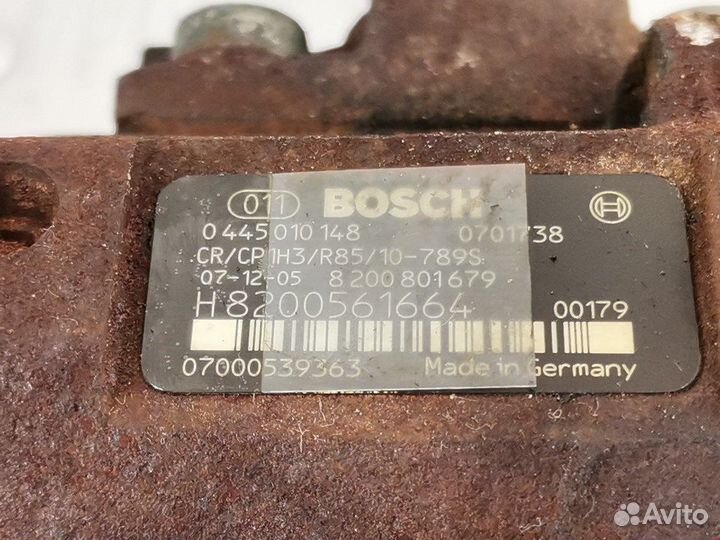 011 BOSCH
0 445 010 148 0701738
CR/CP1H3/R85/10-789S
07-12-05 8 200 801 679
H8200561664 00179
07000539363 Made in Germany
Avito